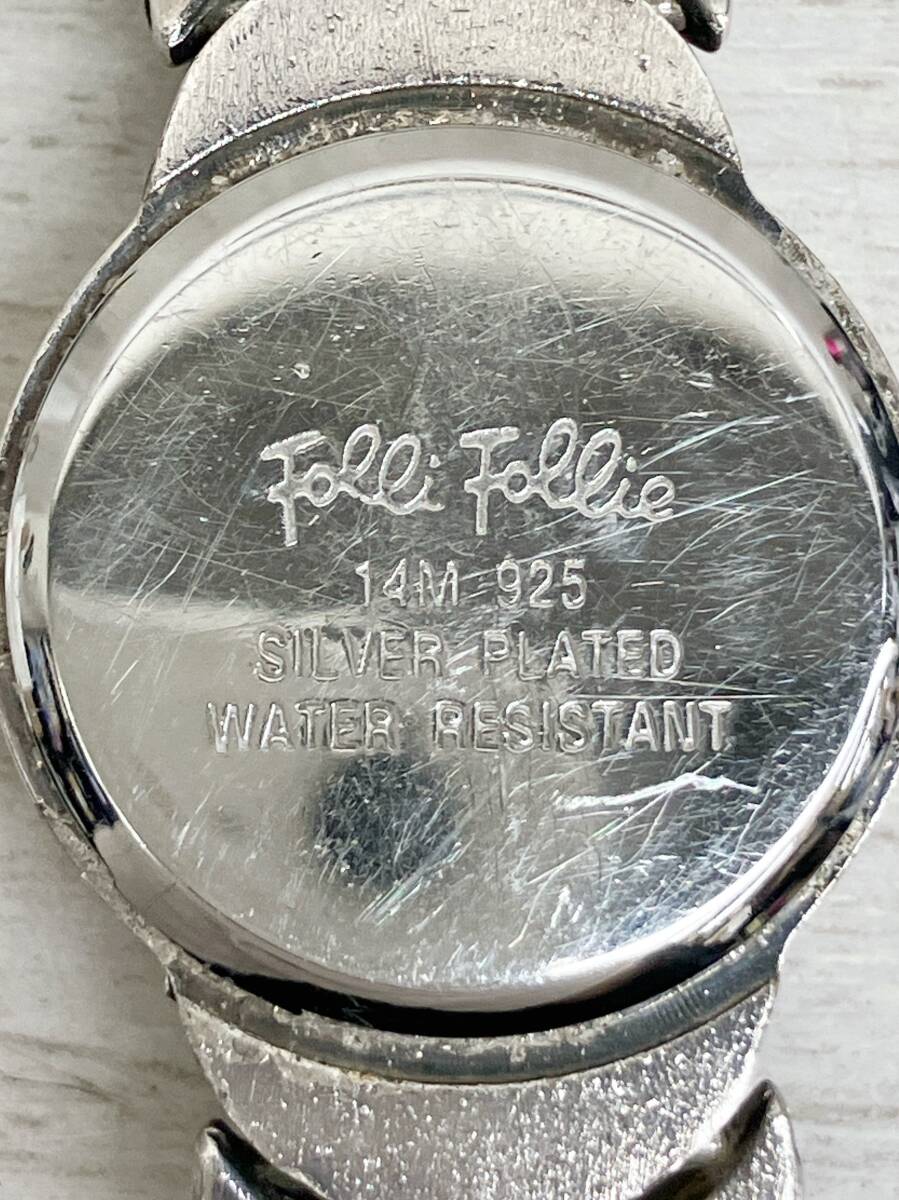 Folli Follie
14M 925
SILVER PLATED
WATER RESISTANT